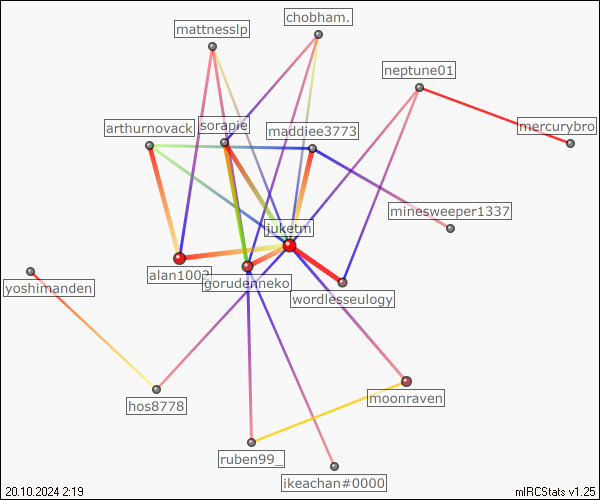 chobham.
mattnesslp
neptune01
arthurnovack
sorapie
maddiee3773
mercurybro
minesweeper1337
juketm
alan1002
gorudenneko
yoshimanden
wordlesseulogy
moonraven
hos8778
ruben99_
ikeachan#0000
20.10.2024 2:19
mIRCStats v1.25